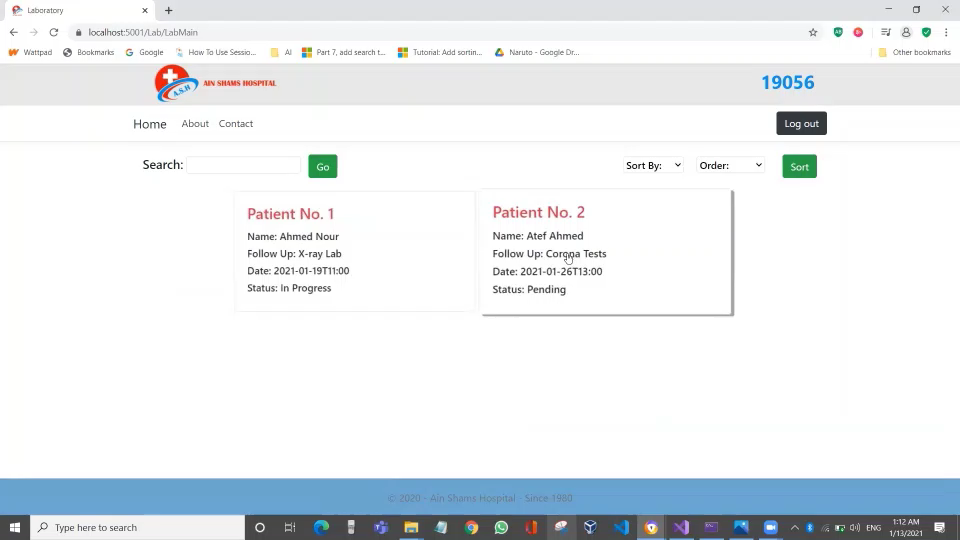 Laboratory
localhost:5001/Lab/LabMain
Wattpad
Bookmarks
Google
How To Use Sessio...
AI
Part 7, add search t...
Tutorial: Add sortin...
Naruto - Google Dr...
Other bookmarks
A.S.H
AIN SHAMS HOSPITAL
19056
Home
About
Contact
Log out
Search:
Go
Sort By:
Order:
Sort
Patient No. 1
Name: Ahmed Nour
Follow Up: X-ray Lab
Date: 2021-01-19T11:00
Status: In Progress
Patient No. 2
Name: Atef Ahmed
Follow Up: Corona Tests
Date: 2021-01-26T13:00
Status: Pending
© 2020 - Ain Shams Hospital - Since 1980
Type here to search
ENG
1:12 AM
1/13/2021